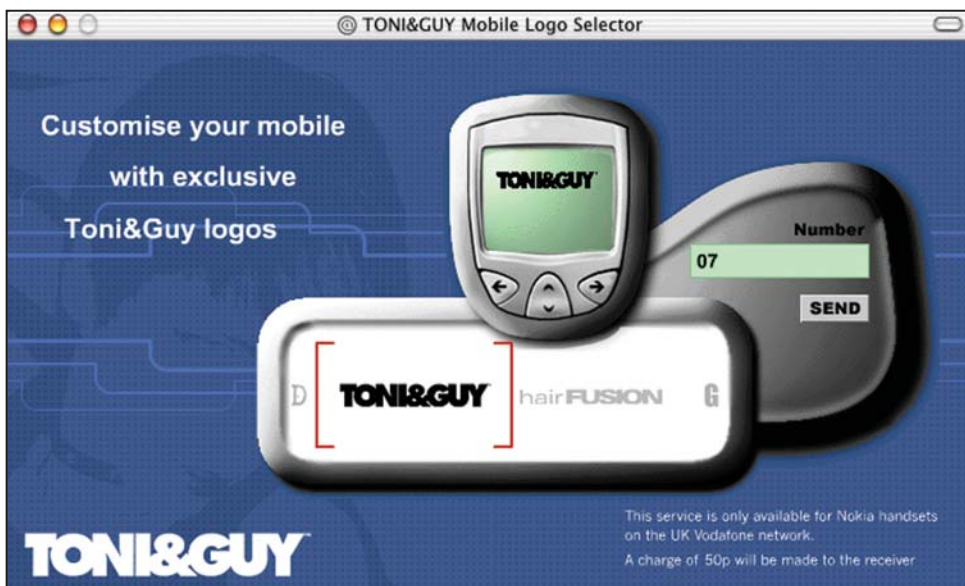 @ TONI&GUY Mobile Logo Selector
Customise your mobile
with exclusive
Toni&Guy logos
TONI&GUY
Number
07
SEND
D TONI&GUY hairFUSION G
This service is only available for Nokia handsets
on the UK Vodafone network.
A charge of 50p will be made to the receiver
TONI&GUY